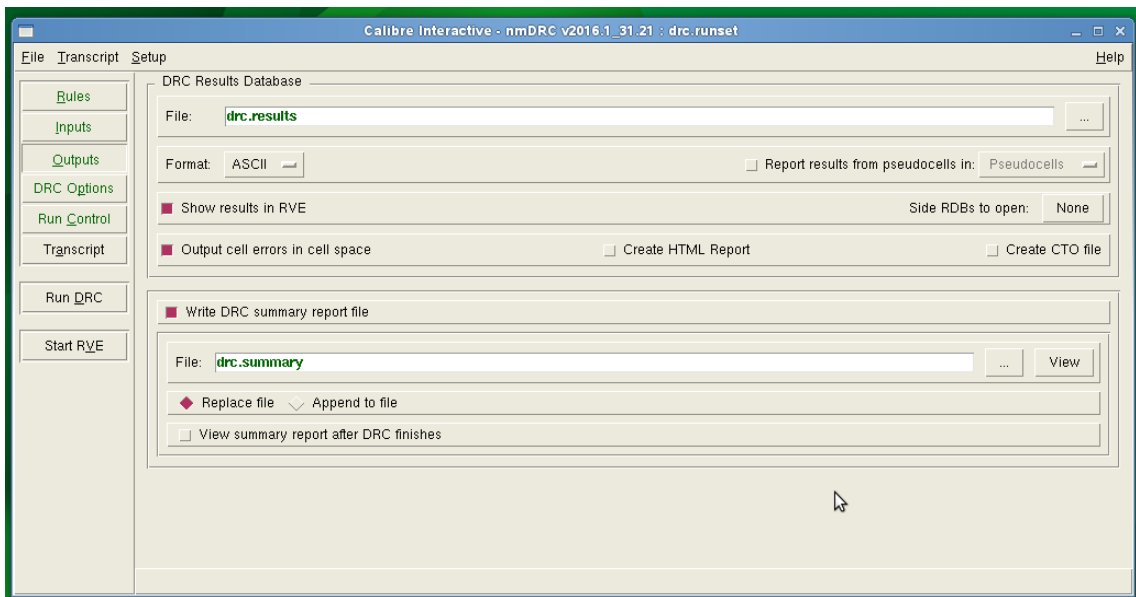 Calibre Interactive - nmDRC v2016.1_31.21 : drc.runset
File Transcript Setup Help
Rules
Inputs
Outputs
DRC Options
Run Control
Transcript
Run DRC
Start RVE
DRC Results Database
File: drc.results ...
Format: ASCII Report results from pseudocells in: Pseudocells
Show results in RVE Side RDBs to open: None
Output cell errors in cell space Create HTML Report Create CTO file
Write DRC summary report file
File: drc.summary ... View
Replace file Append to file
View summary report after DRC finishes